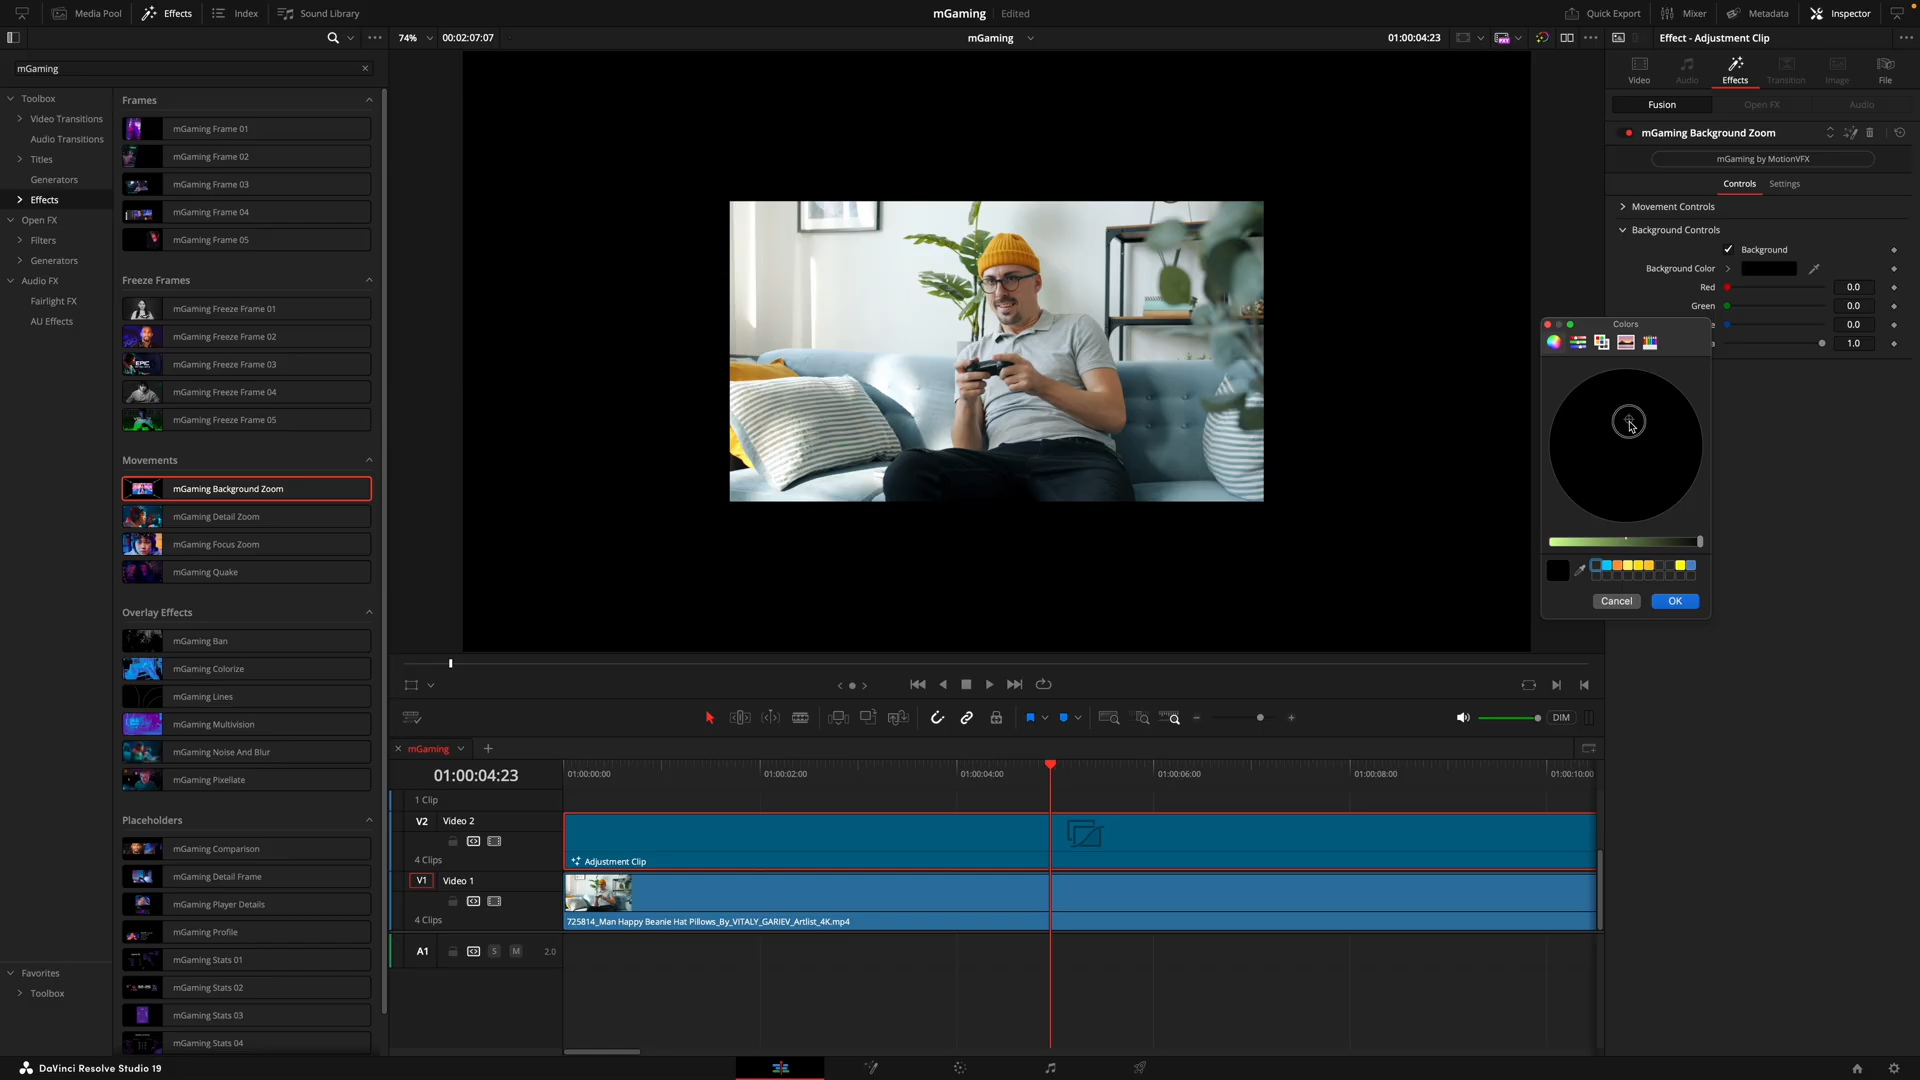 Media Pool
Effects
Index
Sound Library
mGaming
Edited
Quick Export
Mixer
Metadata
Inspector
74%
00:02:07:07
mGaming
01:00:04:23
Effect - Adjustment Clip
mGaming
Toolbox
Video Transitions
Audio Transitions
Titles
Generators
Effects
Open FX
Filters
Generators
Audio FX
Fairlight FX
AU Effects
Favorites
Toolbox
Frames
mGaming Frame 01
mGaming Frame 02
mGaming Frame 03
mGaming Frame 04
mGaming Frame 05
Freeze Frames
mGaming Freeze Frame 01
mGaming Freeze Frame 02
mGaming Freeze Frame 03
mGaming Freeze Frame 04
mGaming Freeze Frame 05
Movements
mGaming Background Zoom
mGaming Detail Zoom
mGaming Focus Zoom
mGaming Quake
Overlay Effects
mGaming Ban
mGaming Colorize
mGaming Lines
mGaming Multivision
mGaming Noise And Blur
mGaming Pixellate
Placeholders
mGaming Comparison
mGaming Detail Frame
mGaming Player Details
mGaming Profile
mGaming Stats 01
mGaming Stats 02
mGaming Stats 03
mGaming Stats 04
Video
Audio
Effects
Transition
Image
File
Fusion
Open FX
Audio
mGaming Background Zoom
mGaming by MotionVFX
Controls
Settings
Movement Controls
Background Controls
Background
Background Color
Red
0.0
Green
0.0
e
0.0
a
1.0
Colors
Cancel
OK
DIM
mGaming
01:00:04:23
01:00:00:00
01:00:02:00
01:00:04:00
01:00:06:00
01:00:08:00
01:00:10:00
1 Clip
V2
Video 2
4 Clips
Adjustment Clip
V1
Video 1
4 Clips
725814_Man Happy Beanie Hat Pillows_By_VITALY_GARIEV_Artlist_4K.mp4
A1
S
M
2.0
DaVinci Resolve Studio 19